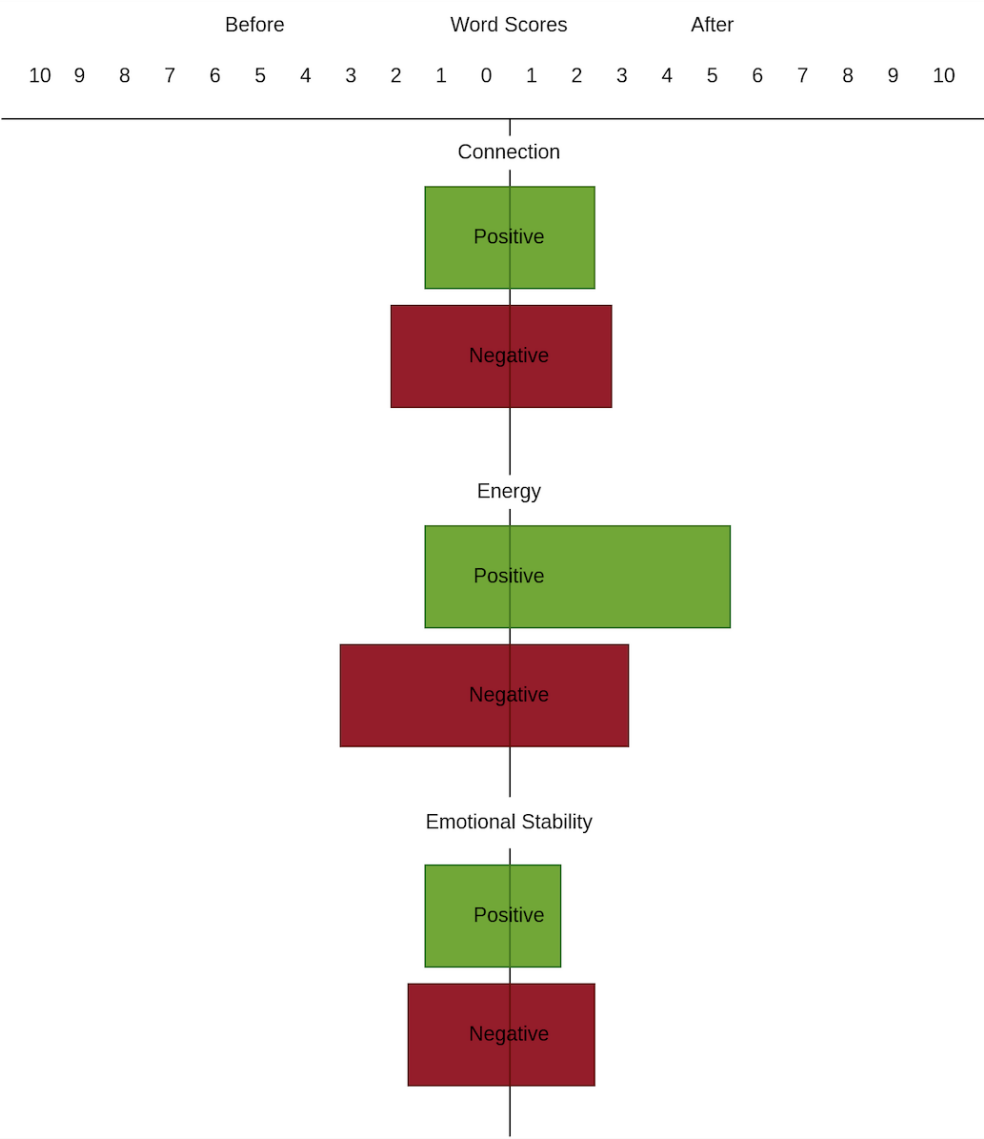 Before Word Scores After
10 9 8 7 6 5 4 3 2 1 0 1 2 3 4 5 6 7 8 9 10
Connection
Positive
Negative
Energy
Positive
Negative
Emotional Stability
Positive
Negative